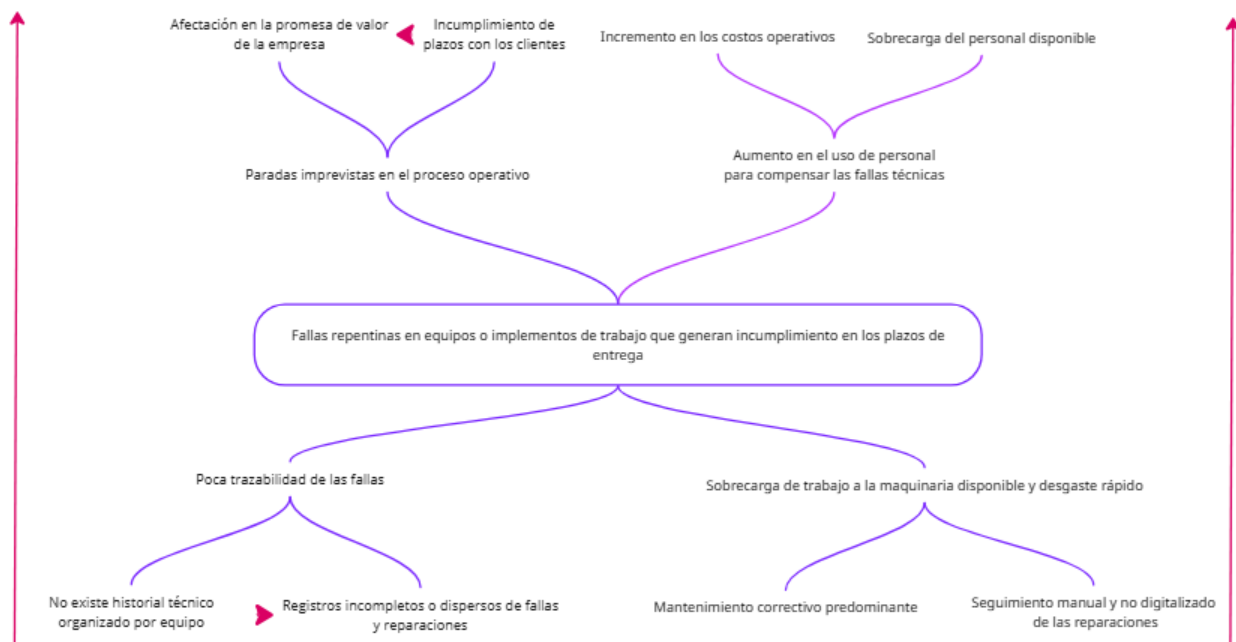 Afectación en la promesa de valor
de la empresa
Incumplimiento de
plazos con los clientes
Incremento en los costos operativos
Sobrecarga del personal disponible
Paradas imprevistas en el proceso operativo
Aumento en el uso de personal
para compensar las fallas técnicas
Fallas repentinas en equipos o implementos de trabajo que generan incumplimiento en los plazos de
entrega
Poca trazabilidad de las fallas
Sobrecarga de trabajo a la maquinaria disponible y desgaste rápido
No existe historial técnico
organizado por equipo
Registros incompletos o dispersos de fallas
y reparaciones
Mantenimiento correctivo predominante
Seguimiento manual y no digitalizado
de las reparaciones